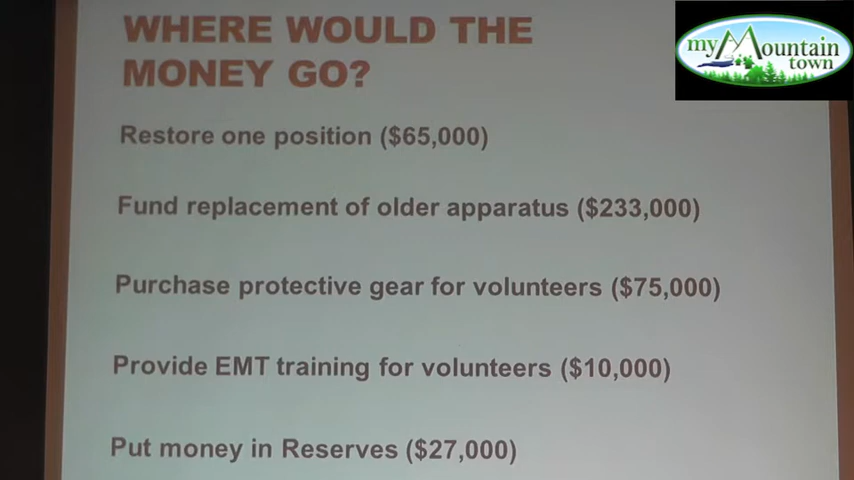 WHERE WOULD THE
MONEY GO?
my Mountain
town
Restore one position ($65,000)
Fund replacement of older apparatus ($233,000)
Purchase protective gear for volunteers ($75,000)
Provide EMT training for volunteers ($10,000)
Put money in Reserves ($27,000)